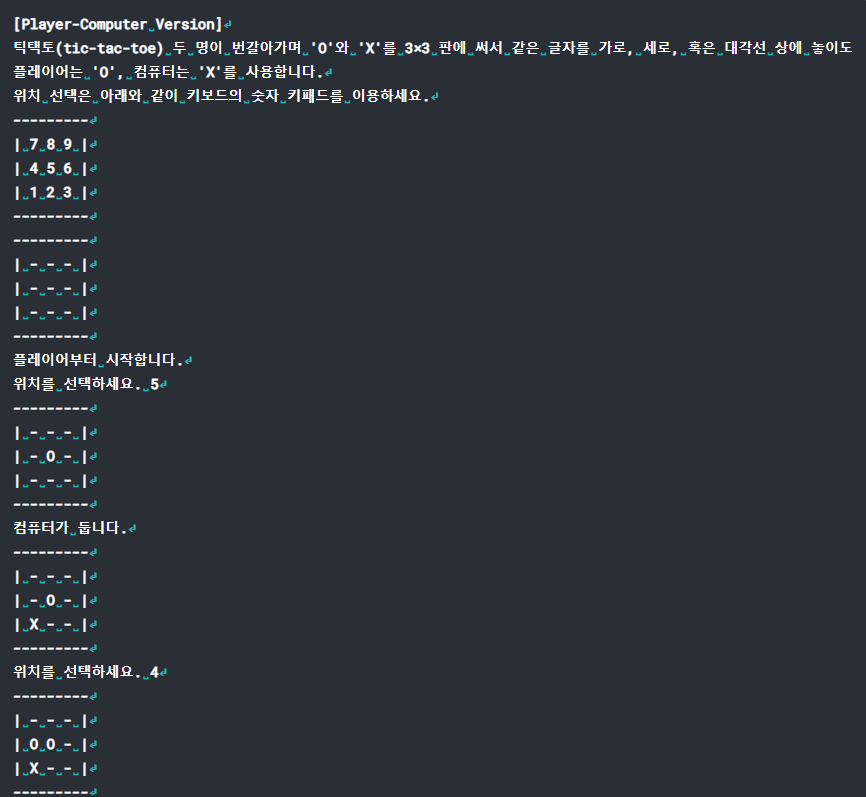 [Player-Computer Version]
틱택토(tic-tac-toe) 두 명이 번갈아가며 'O'와 'X'를 3×3 판에 써서 같은 글자를 가로, 세로, 혹은 대각선 상에 놓이도
플레이어는 'O', 컴퓨터는 'X'를 사용합니다.
위치 선택은 아래와 같이 키보드의 숫자 키패드를 이용하세요.
---------
| 7 8 9 |
| 4 5 6 |
| 1 2 3 |
---------
---------
| - - - |
| - - - |
| - - - |
---------
플레이어부터 시작합니다.
위치를 선택하세요. 5
---------
| - - - |
| - O - |
| - - - |
---------
컴퓨터가 둡니다.
---------
| - - - |
| - O - |
| X - - |
---------
위치를 선택하세요. 4
---------
| - - - |
| O O - |
| X - - |
---------